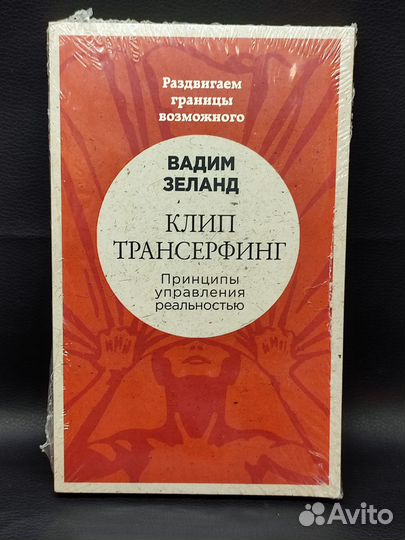 Раздвигаем
границы
возможного
ВАДИМ
ЗЕЛАНД
КЛИП
ТРАНСЕРФИНГ
Принципы
управления
реальностью
Avito